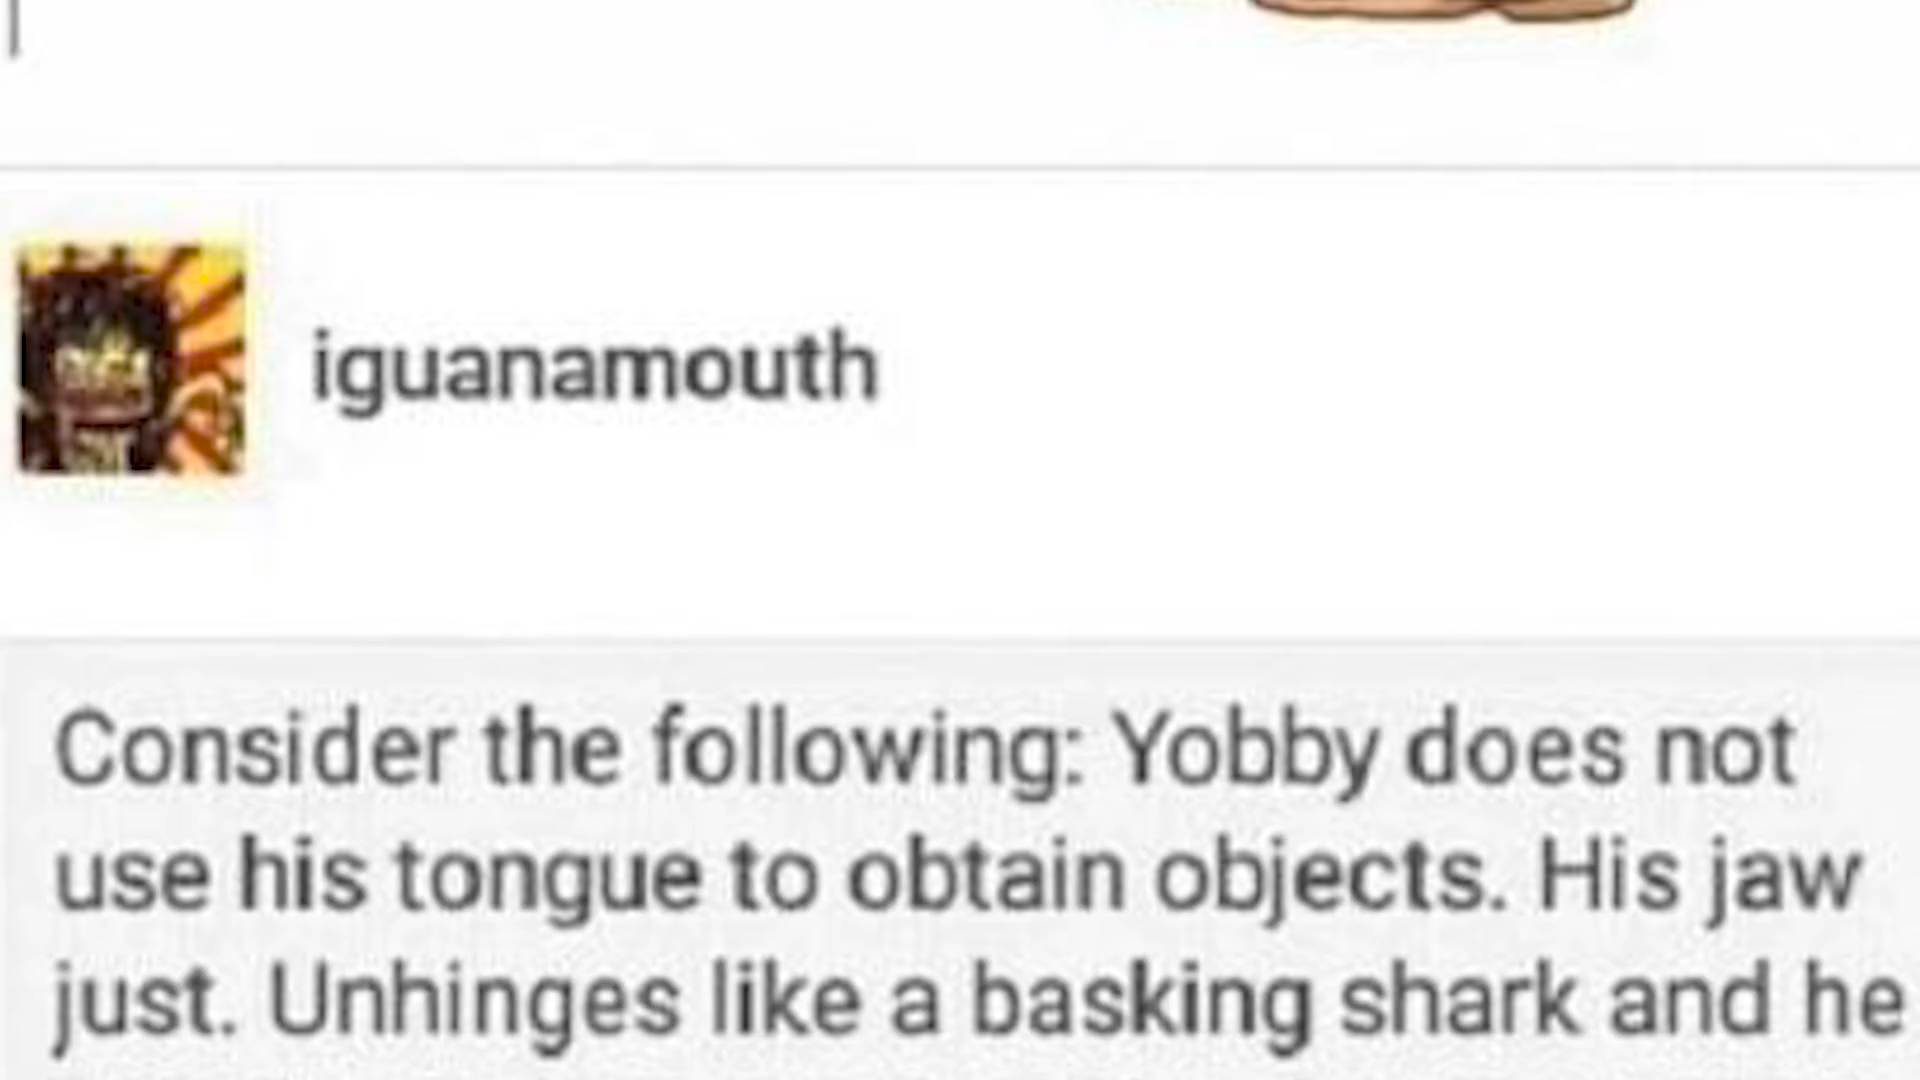 iguanamouth
Consider the following: Yobby does not
use his tongue to obtain objects. His jaw
just. Unhinges like a basking shark and he